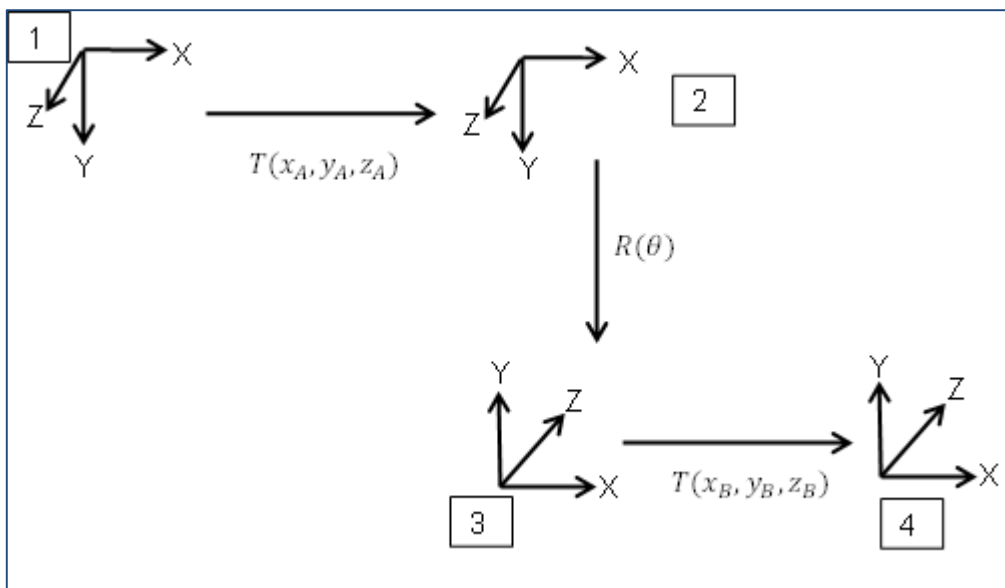 1
X
Z
Y
T(x_A, y_A, z_A)
X
Z
Y
2
R(θ)
Y
Z
X
3
T(x_B, y_B, z_B)
Y
Z
X
4